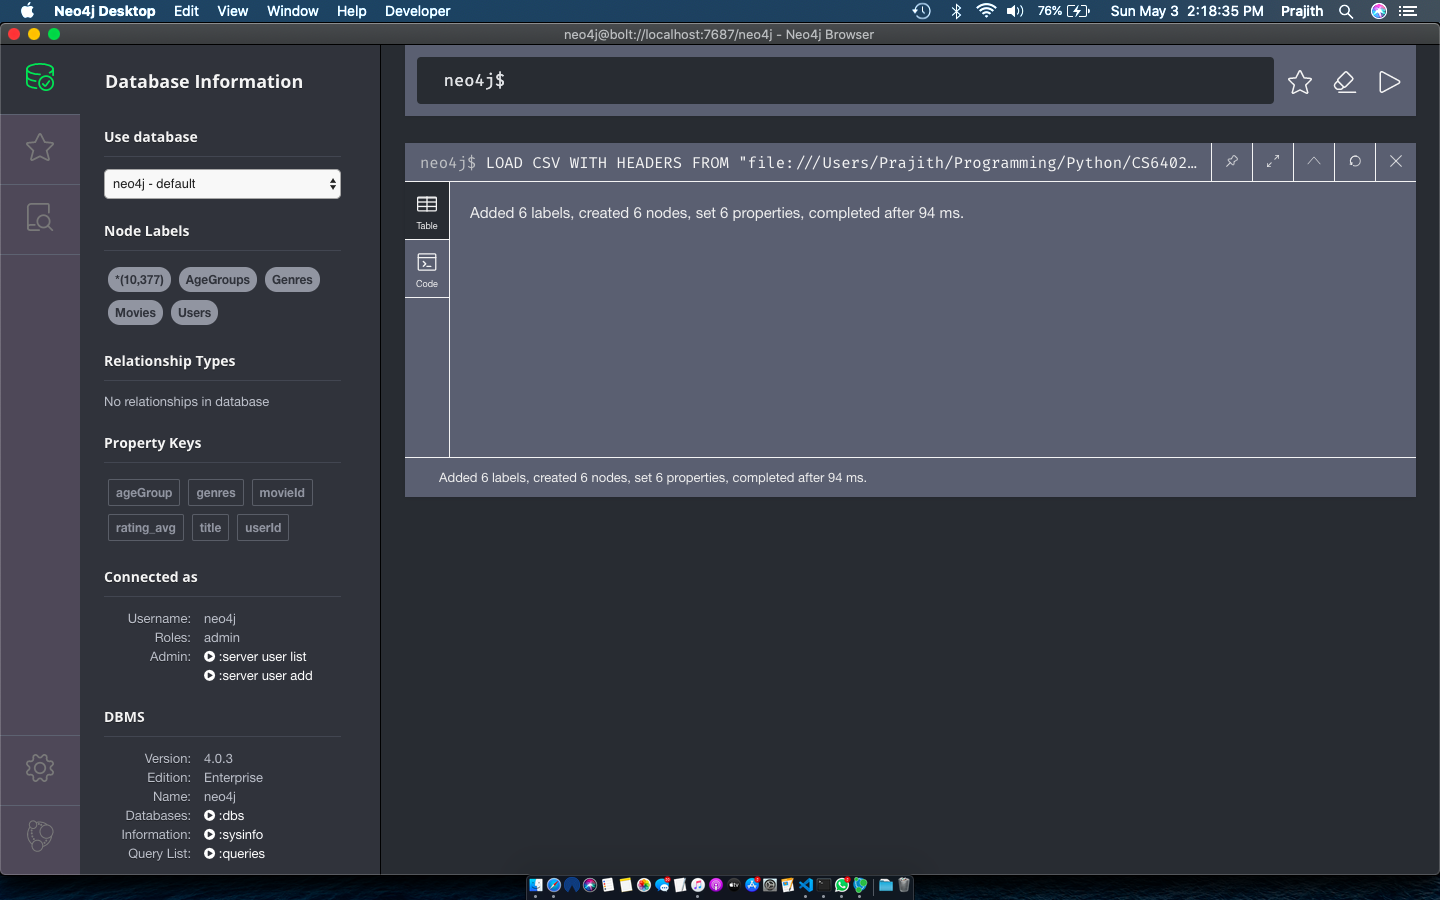 Neo4j Desktop Edit View Window Help Developer 76% Sun May 3 2:18:35 PM Prajith
neo4j@bolt://localhost:7687/neo4j - Neo4j Browser
Database Information
Use database
neo4j - default
Node Labels
*(10,377) AgeGroups Genres
Movies Users
Relationship Types
No relationships in database
Property Keys
ageGroup genres movieId
rating_avg title userId
Connected as
Username: neo4j
Roles: admin
Admin: :server user list
:server user add
DBMS
Version: 4.0.3
Edition: Enterprise
Name: neo4j
Databases: :dbs
Information: :sysinfo
Query List: :queries
neo4j$
neo4j$ LOAD CSV WITH HEADERS FROM "file:///Users/Prajith/Programming/Python/CS6402…
Table
Code
Added 6 labels, created 6 nodes, set 6 properties, completed after 94 ms.
Added 6 labels, created 6 nodes, set 6 properties, completed after 94 ms.